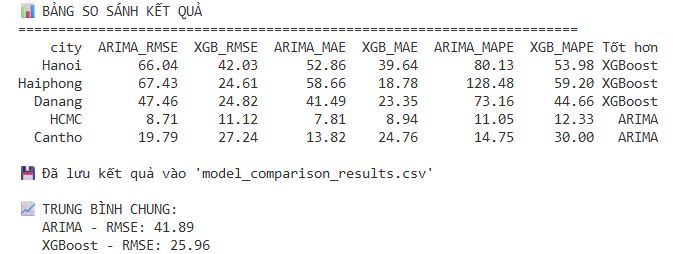 📊 BẢNG SO SÁNH KẾT QUẢ
======================================================================
city ARIMA_RMSE XGB_RMSE ARIMA_MAE XGB_MAE ARIMA_MAPE XGB_MAPE Tốt hơn
Hanoi 66.04 42.03 52.86 39.64 80.13 53.98 XGBoost
Haiphong 67.43 24.61 58.66 18.78 128.48 59.20 XGBoost
Danang 47.46 24.82 41.49 23.35 73.16 44.66 XGBoost
HCMC 8.71 11.12 7.81 8.94 11.05 12.33 ARIMA
Cantho 19.79 27.24 13.82 24.76 14.75 30.00 ARIMA
💾 Đã lưu kết quả vào 'model_comparison_results.csv'
📈 TRUNG BÌNH CHUNG:
ARIMA - RMSE: 41.89
XGBoost - RMSE: 25.96